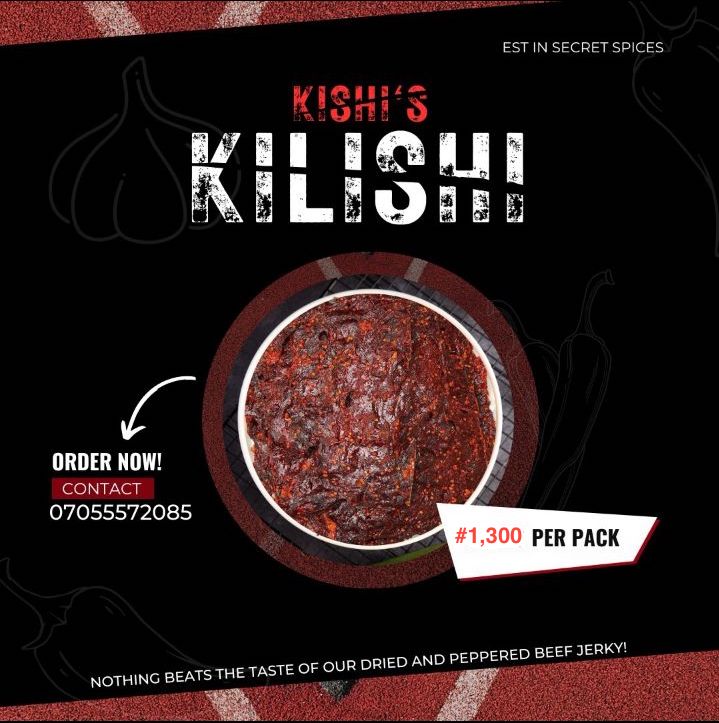 EST IN SECRET SPICES
KISHI'S
KILISHI
ORDER NOW!
CONTACT
07055572085
#1,300 PER PACK
NOTHING BEATS THE TASTE OF OUR DRIED AND PEPPERED BEEF JERKY!